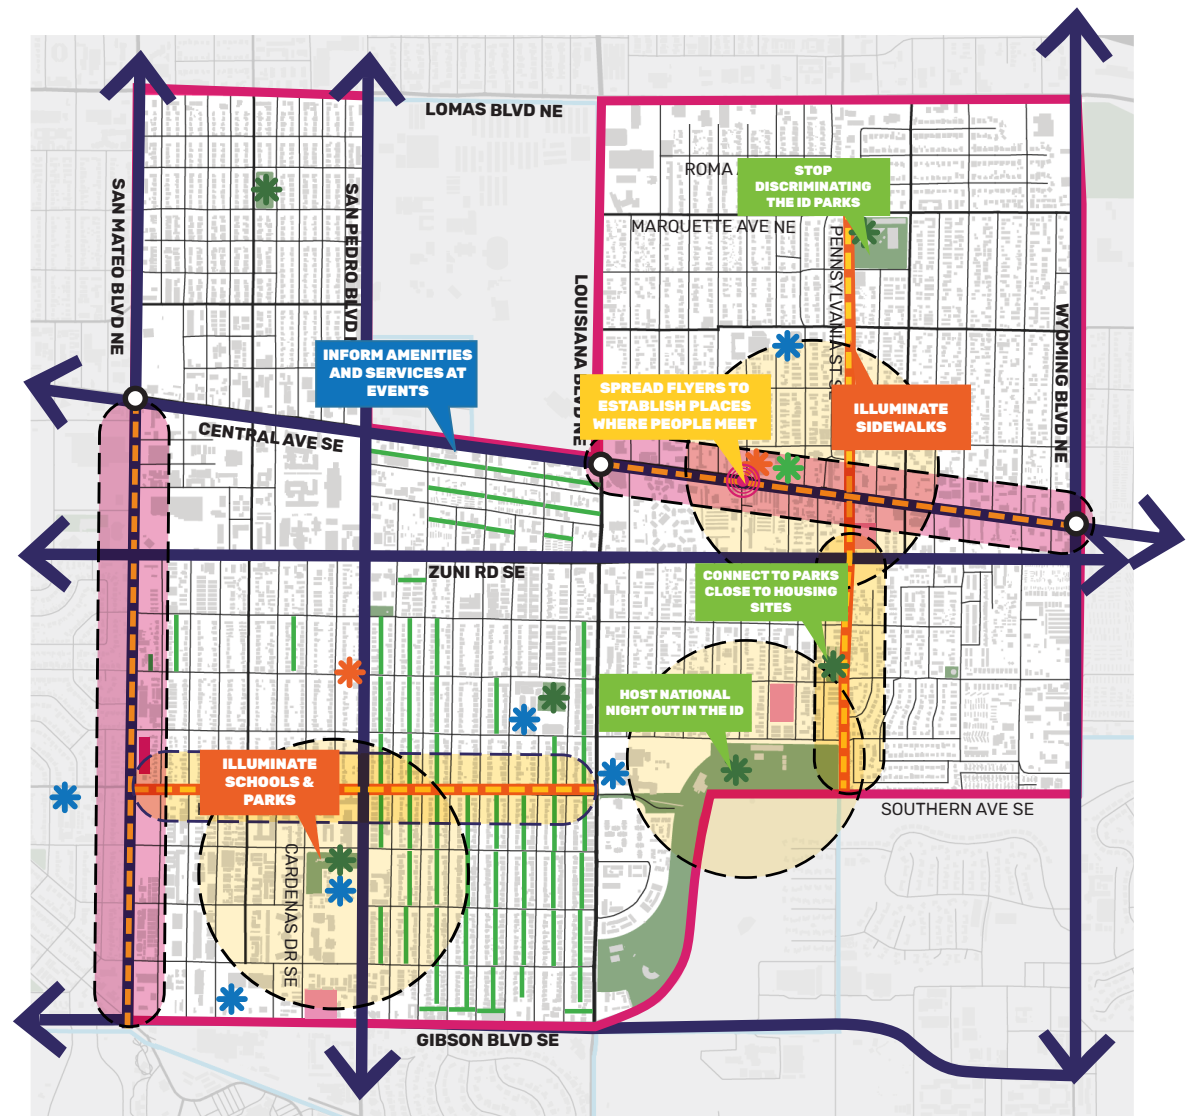 LOMAS BLVD NE
ROMA
STOP
DISCRIMINATING
THE ID PARKS
MARQUETTE AVE NE
SAN MATEO BLVD NE
SAN PEDRO BLVD
LOUISIANA BLVD NE
PENNSYLVANIA ST SE
WYOMING BLVD NE
INFORM AMENITIES
AND SERVICES AT
EVENTS
SPREAD FLYERS TO
ESTABLISH PLACES
WHERE PEOPLE MEET
ILLUMINATE
SIDEWALKS
CENTRAL AVE SE
ZUNI RD SE
CONNECT TO PARKS
CLOSE TO HOUSING
SITES
HOST NATIONAL
NIGHT OUT IN THE ID
ILLUMINATE
SCHOOLS &
PARKS
SOUTHERN AVE SE
CARDENAS DR SE
GIBSON BLVD SE